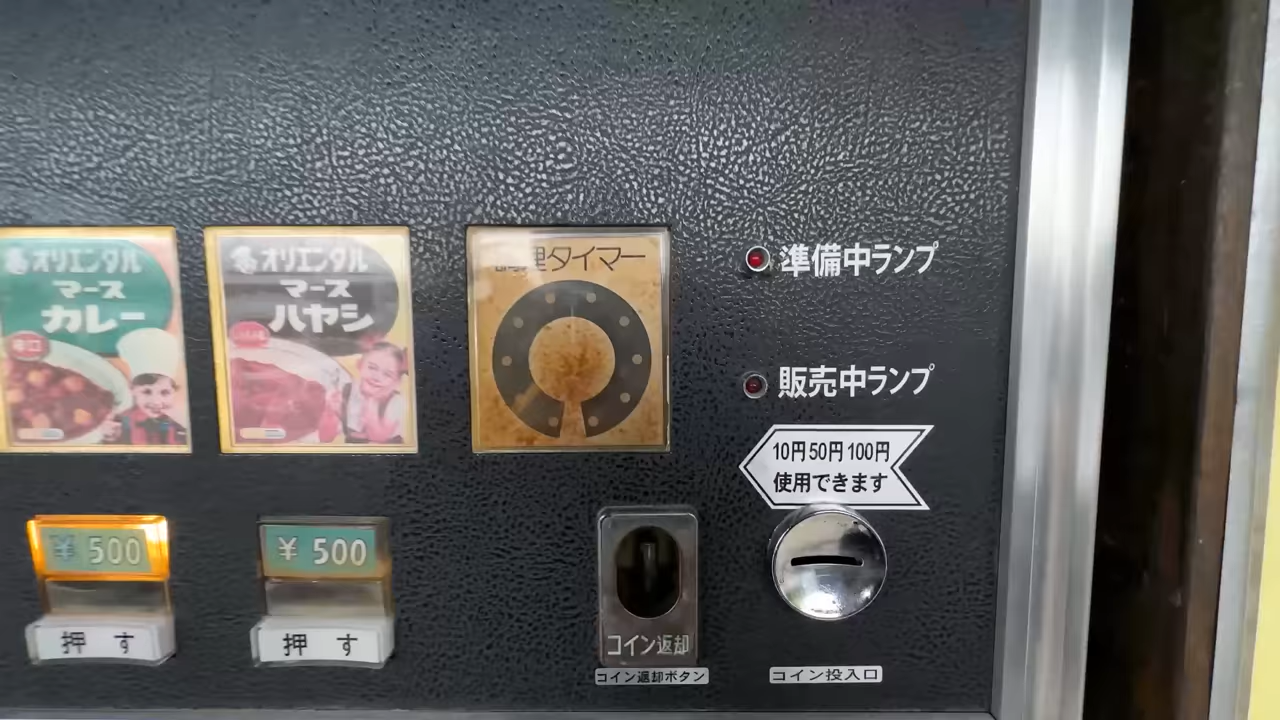 オリエンタル
マース
カレー
辛口
オリエンタル
マース
ハヤシ
調理タイマー
準備中ランプ
販売中ランプ
10円50円100円
使用できます
¥ 500
¥ 500
押す
押す
コイン返却
コイン返却ボタン
コイン投入口